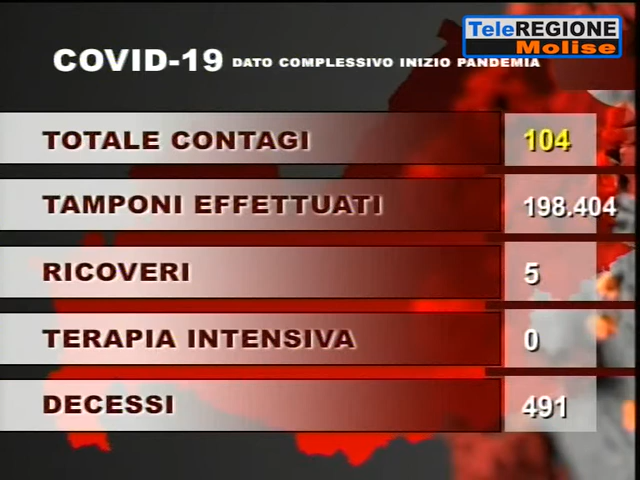 TeleREGIONE
Molise
COVID-19 DATO COMPLESSIVO INIZIO PANDEMIA
TOTALE CONTAGI 104
TAMPONI EFFETTUATI 198.404
RICOVERI 5
TERAPIA INTENSIVA 0
DECESSI 491